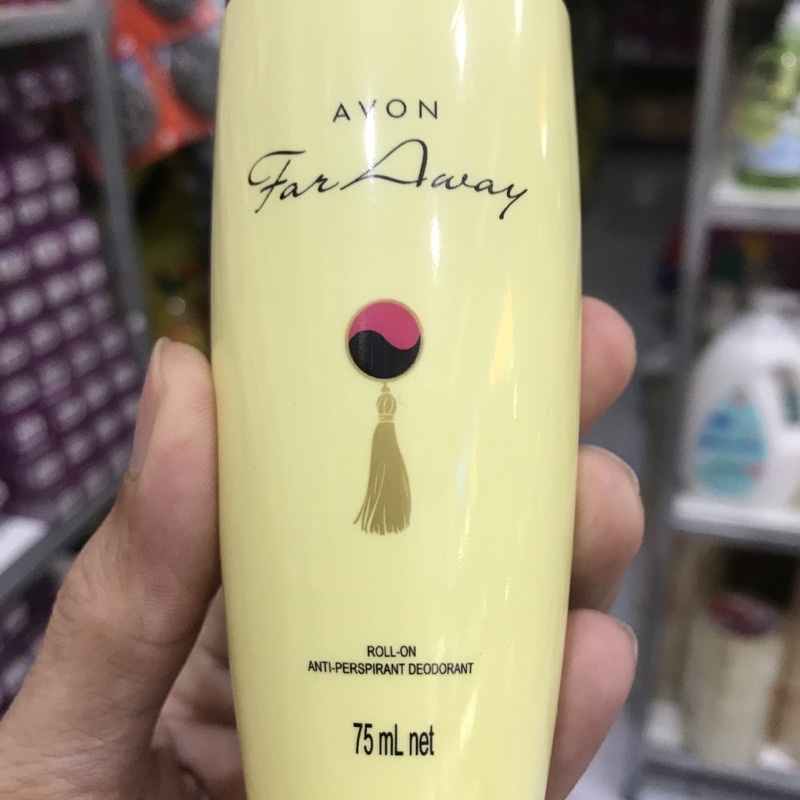 AVON
Far Away
ROLL-ON
ANTI-PERSPIRANT DEODORANT
75 mL net